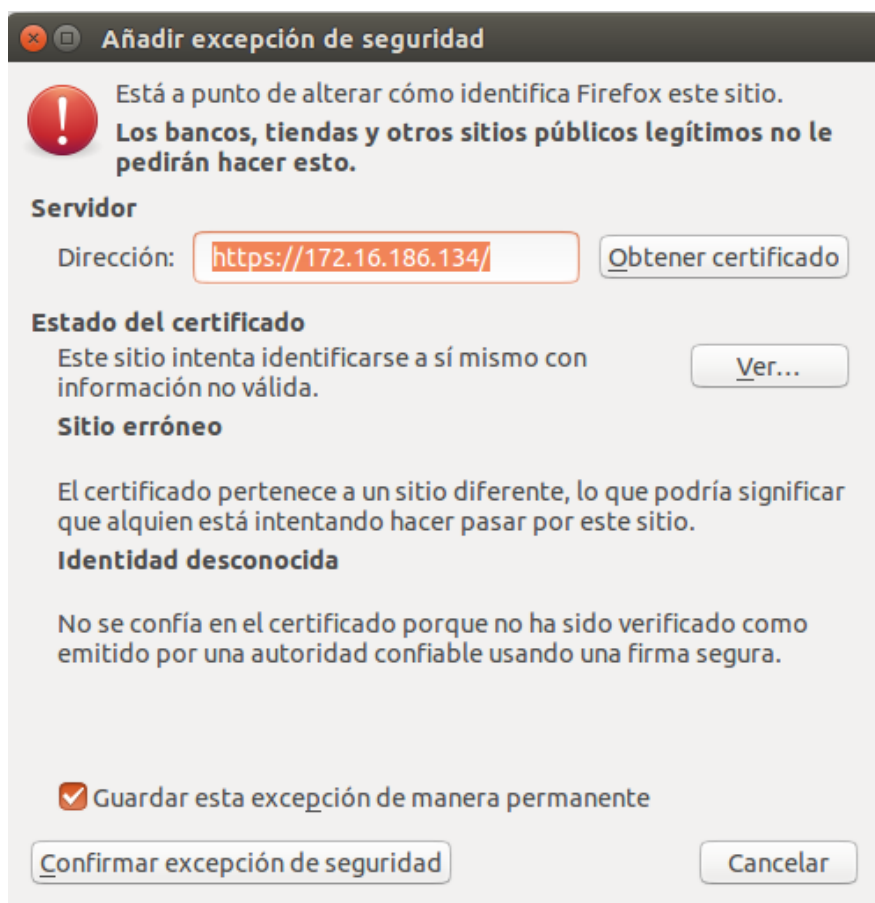 Añadir excepción de seguridad
Está a punto de alterar cómo identifica Firefox este sitio.
Los bancos, tiendas y otros sitios públicos legítimos no le
pedirán hacer esto.
Servidor
Dirección: https://172.16.186.134/ Obtener certificado
Estado del certificado
Este sitio intenta identificarse a sí mismo con
información no válida.
Ver...
Sitio erróneo
El certificado pertenece a un sitio diferente, lo que podría significar
que alguien está intentando hacer pasar por este sitio.
Identidad desconocida
No se confía en el certificado porque no ha sido verificado como
emitido por una autoridad confiable usando una firma segura.
Guardar esta excepción de manera permanente
Confirmar excepción de seguridad Cancelar